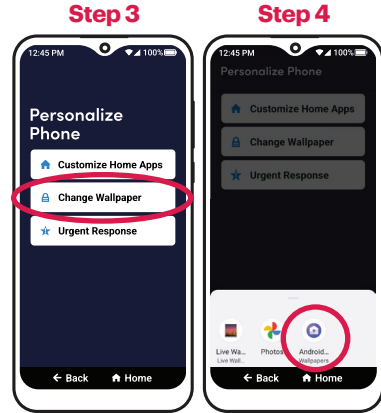 Step 3
12:45 PM 100%
Personalize
Phone
Customize Home Apps
Change Wallpaper
Urgent Response
Back Home
Step 4
12:45 PM 100%
Personalize Phone
Customize Home Apps
Change Wallpaper
Urgent Response
Live Wa... Photos Android...
Live Wall... Wallpapers
Back Home